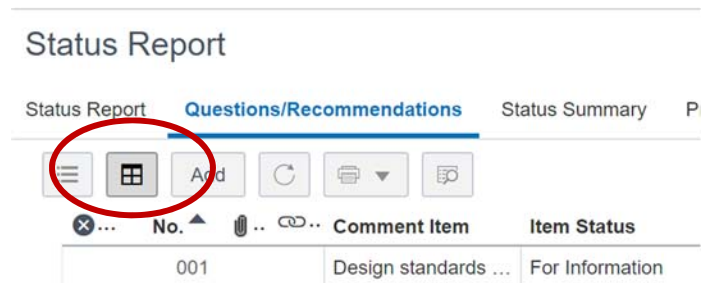 Status Report
Status Report Questions/Recommendations Status Summary P
Add
... No. .. .. Comment Item Item Status
001 Design standards ... For Information